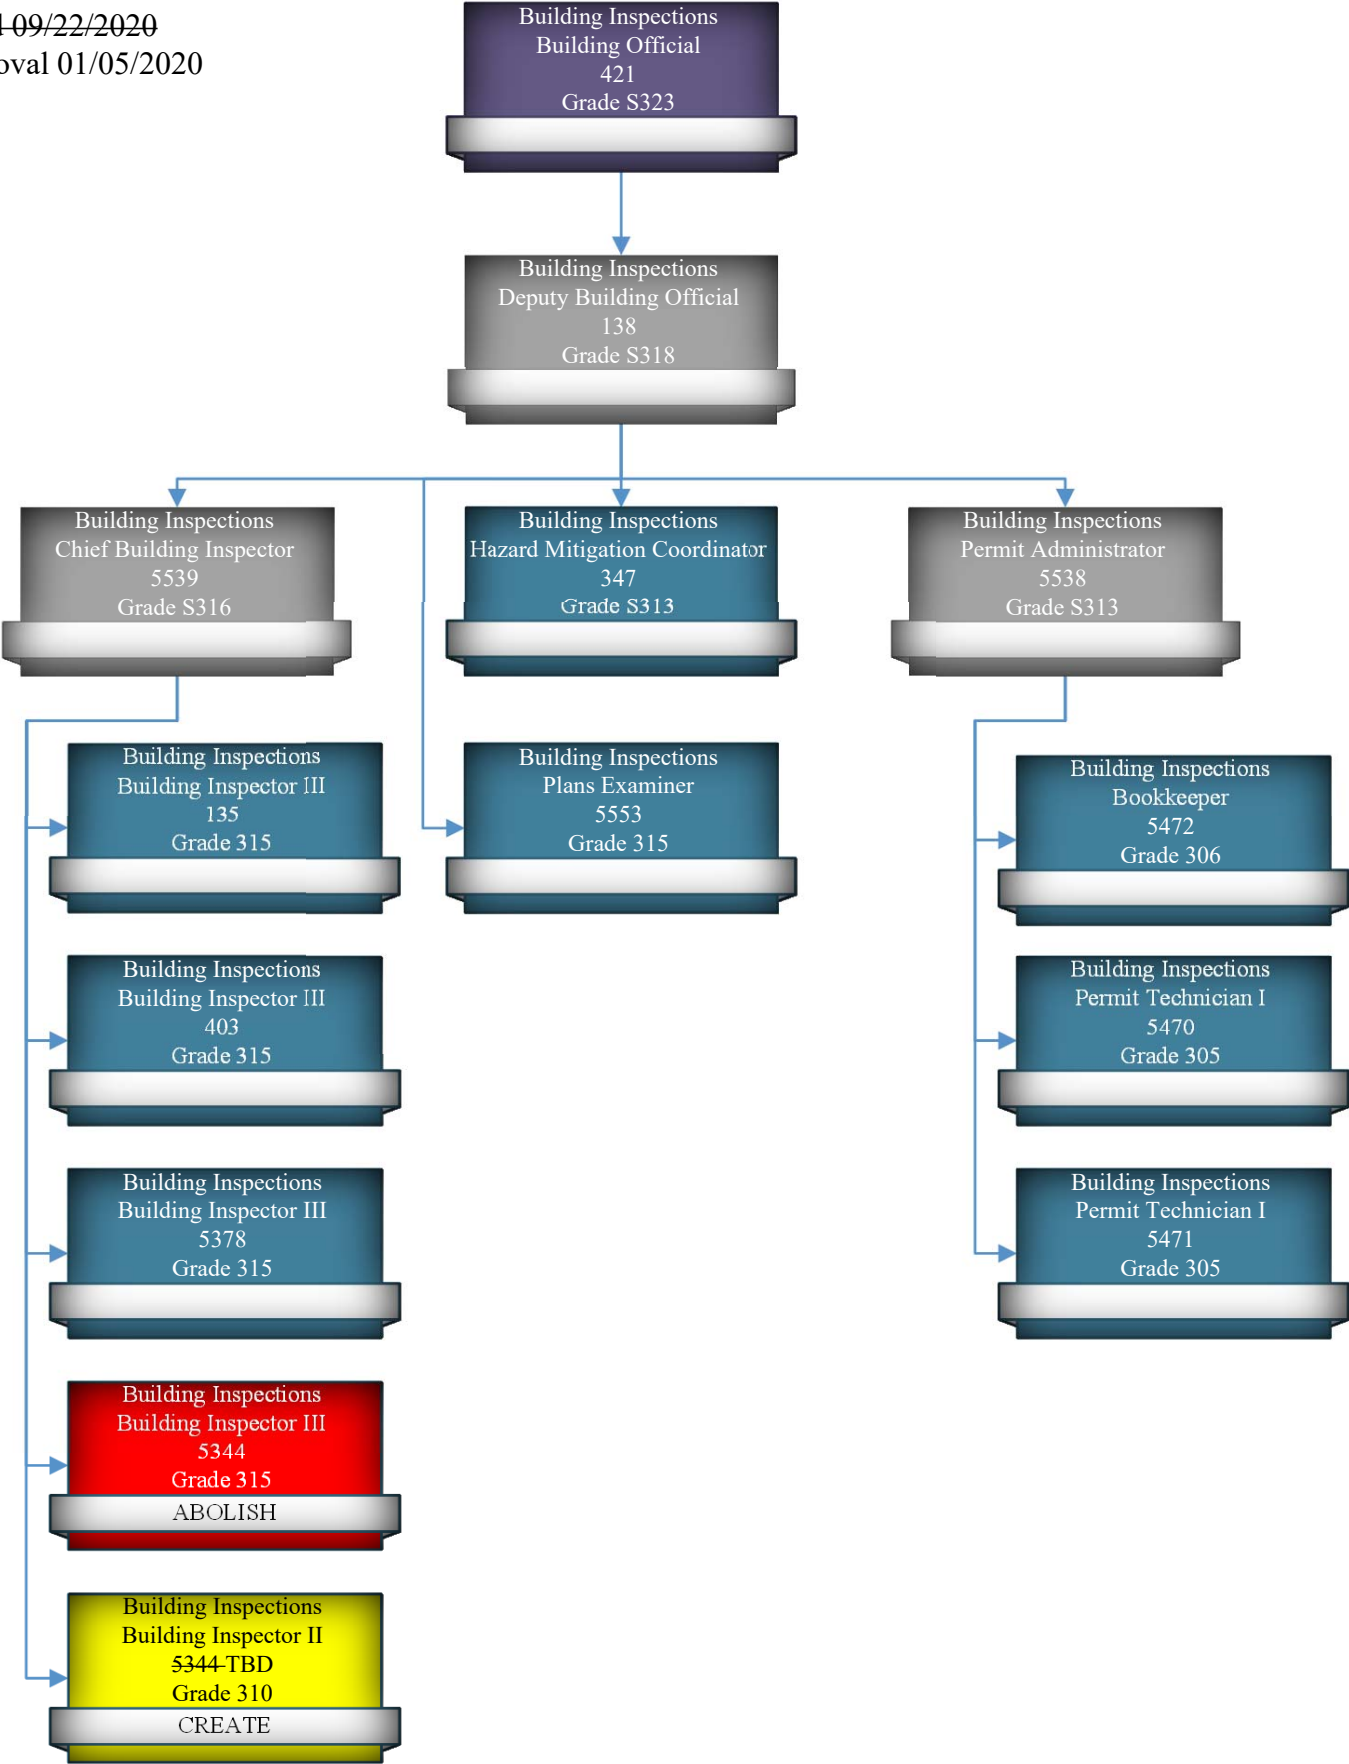 09/22/2020
01/05/2020
Building Inspections
Building Official
421
Grade S323
Building Inspections
Deputy Building Official
138
Grade S318
Building Inspections
Chief Building Inspector
5539
Grade S316
Building Inspections
Hazard Mitigation Coordinator
347
Grade S313
Building Inspections
Permit Administrator
5538
Grade S313
Building Inspections
Building Inspector III
135
Grade 315
Building Inspections
Plans Examiner
5553
Grade 315
Building Inspections
Bookkeeper
5472
Grade 306
Building Inspections
Building Inspector III
403
Grade 315
Building Inspections
Permit Technician I
5470
Grade 305
Building Inspections
Building Inspector III
5378
Grade 315
Building Inspections
Permit Technician I
5471
Grade 305
Building Inspections
Building Inspector III
5344
Grade 315
ABOLISH
Building Inspections
Building Inspector II
5344 TBD
Grade 310
CREATE